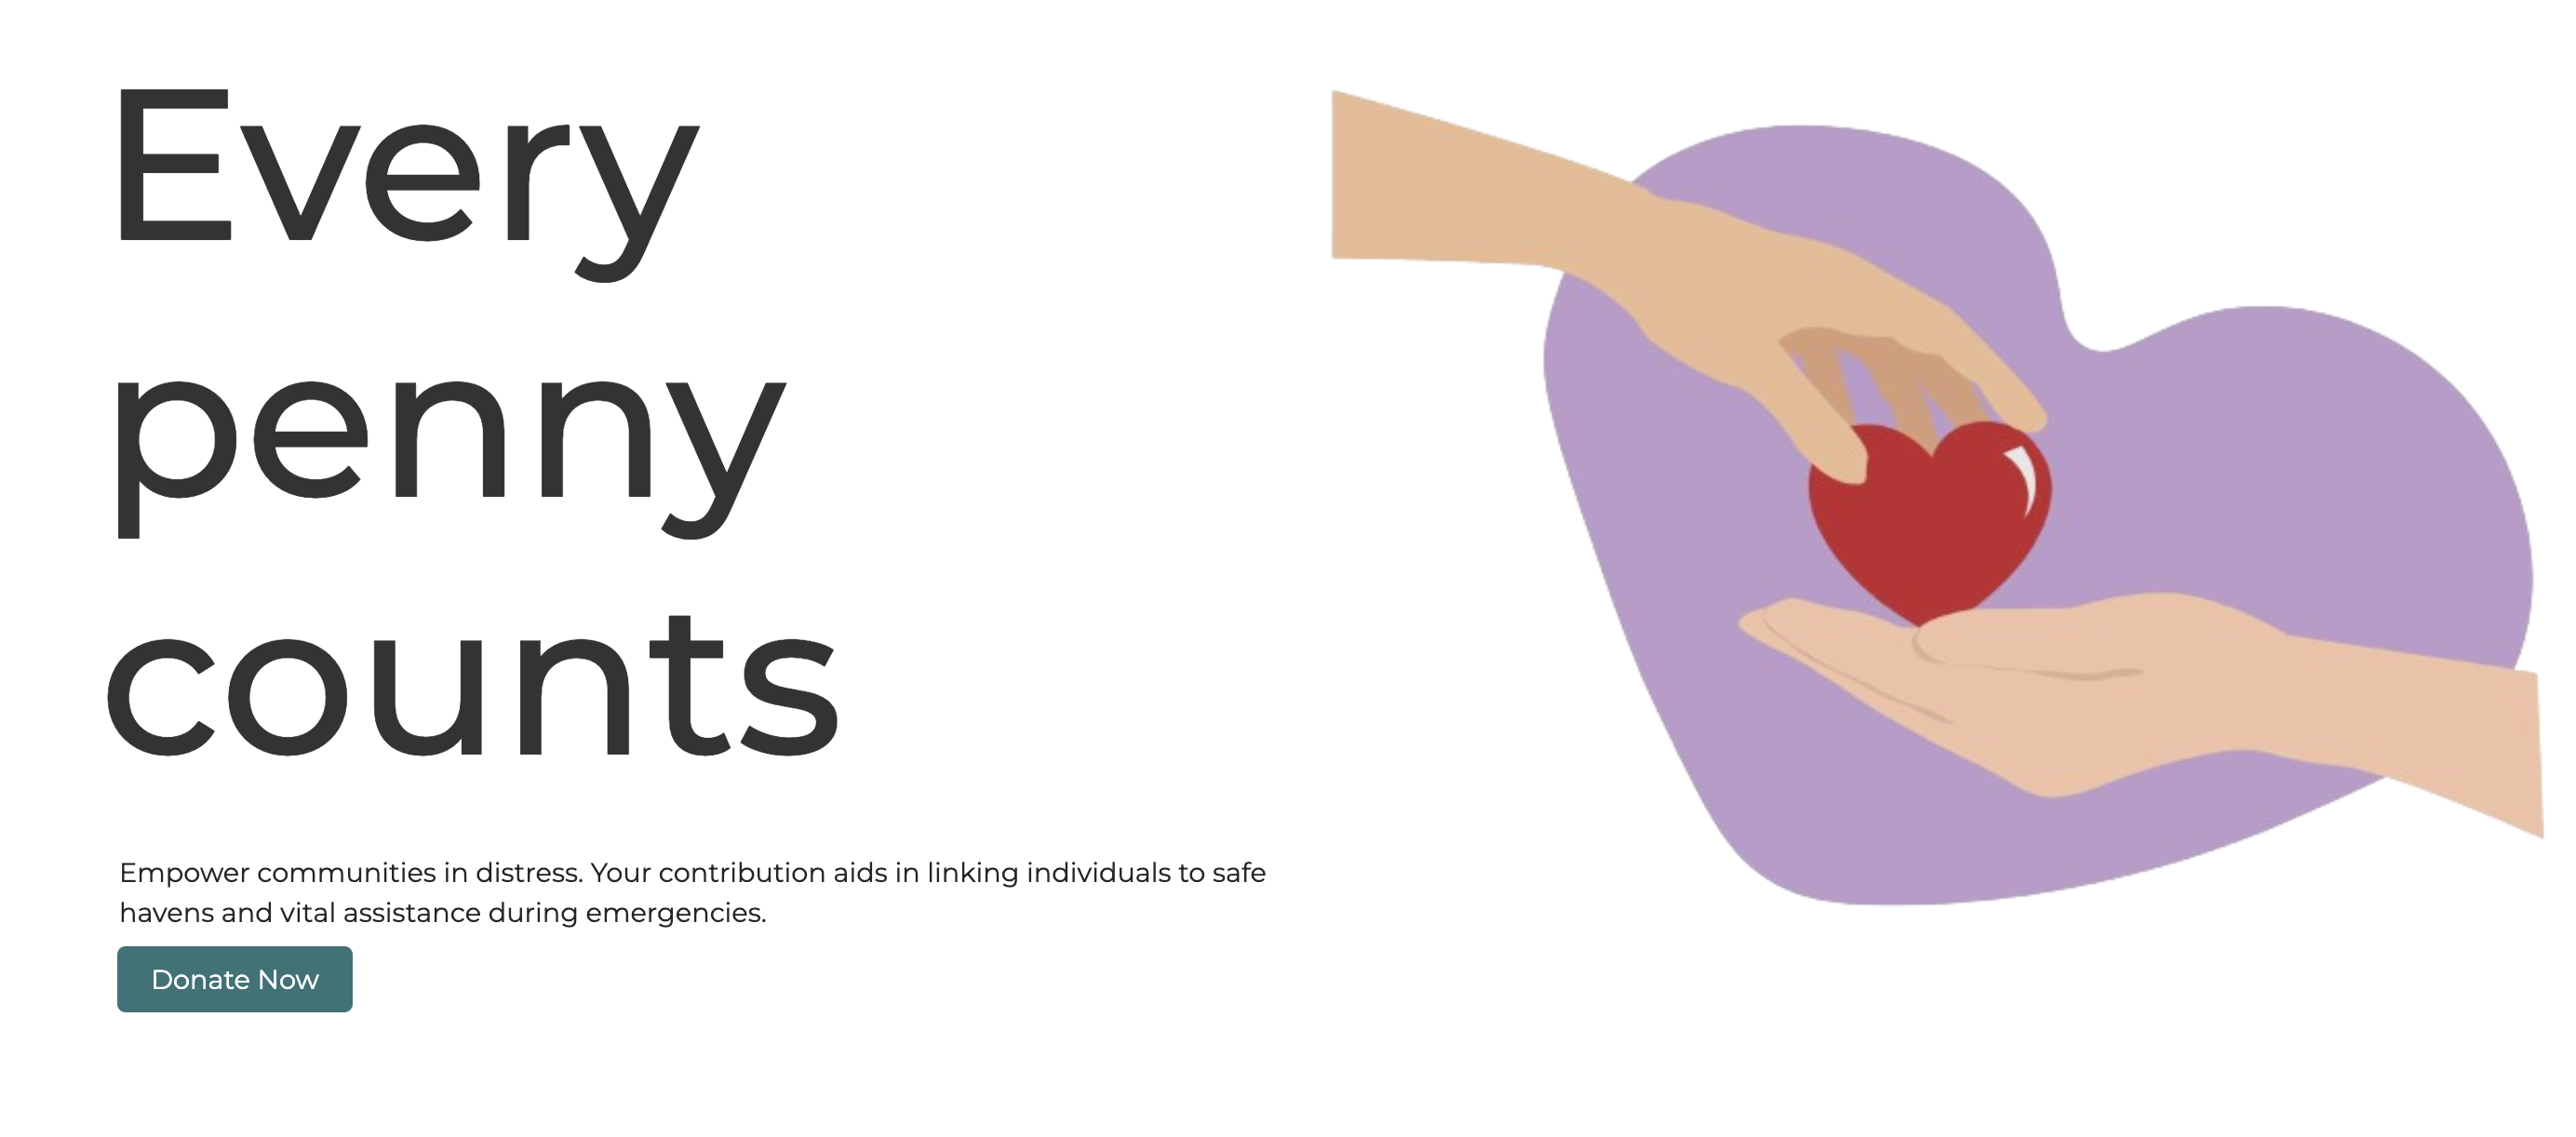 Every
penny
counts
Empower communities in distress. Your contribution aids in linking individuals to safe
havens and vital assistance during emergencies.
Donate Now